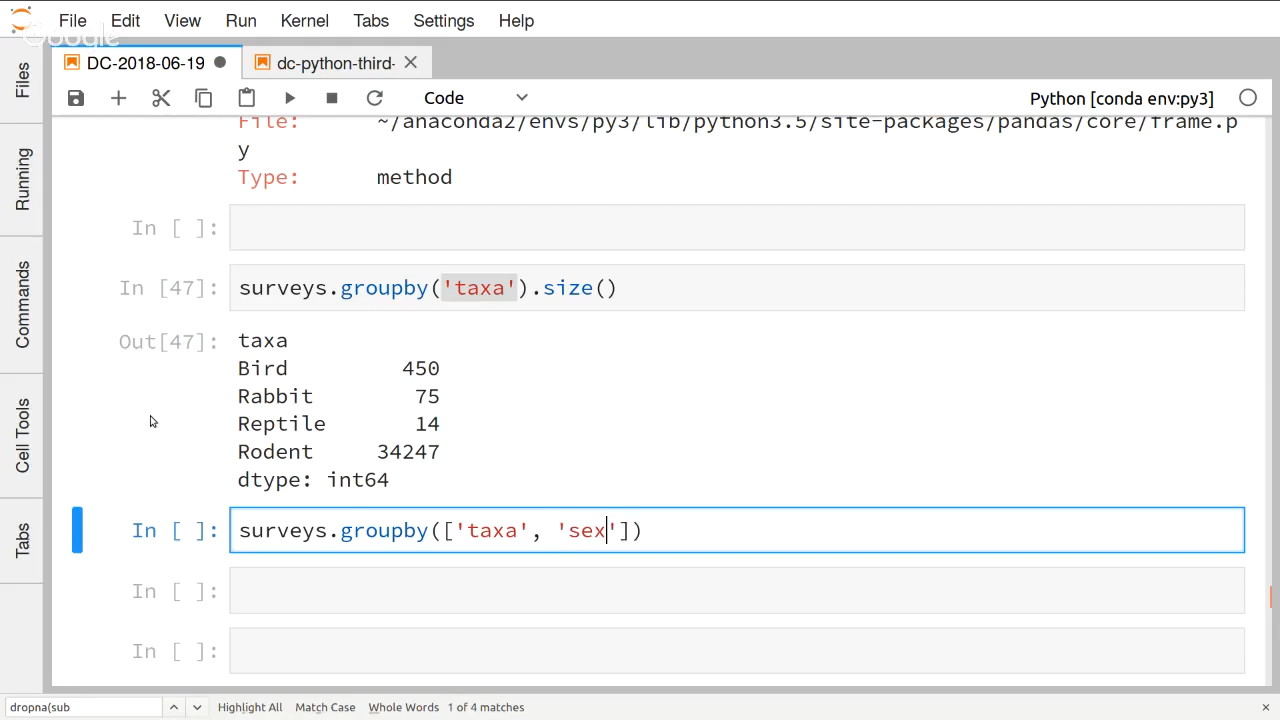 File Edit View Run Kernel Tabs Settings Help
Google
DC-2018-06-19 dc-python-third-
Code Python [conda env:py3]
Files
Running
Commands
Cell Tools
Tabs
File: ~/anaconda2/envs/py3/lib/python3.5/site-packages/pandas/core/frame.p
y
Type: method
In [ ]:
In [47]: surveys.groupby('taxa').size()
Out[47]: taxa
Bird 450
Rabbit 75
Reptile 14
Rodent 34247
dtype: int64
In [ ]: surveys.groupby(['taxa', 'sex'])
In [ ]:
In [ ]:
dropna(sub Highlight All Match Case Whole Words 1 of 4 matches